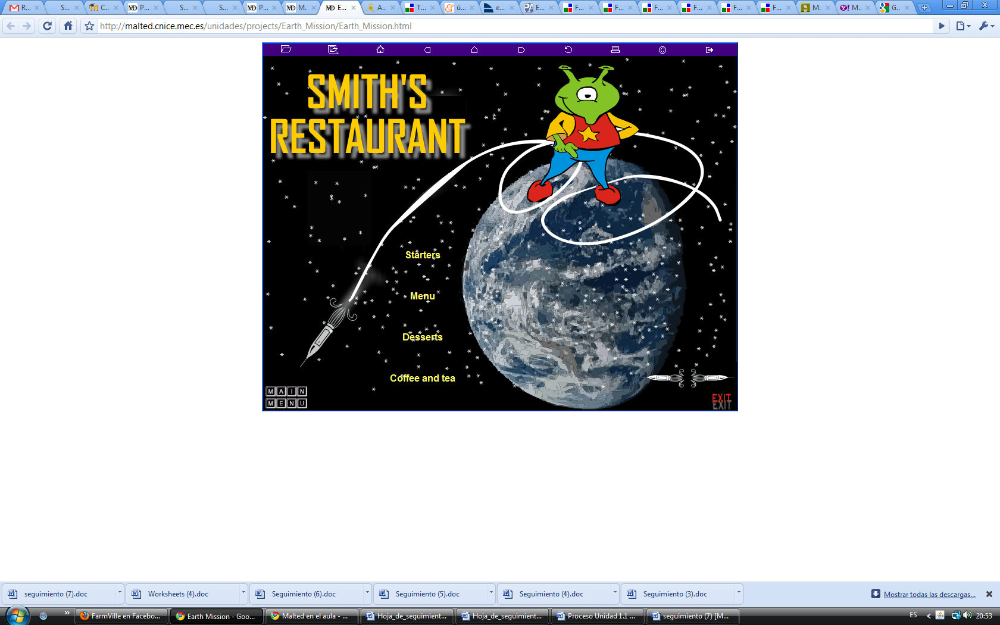 R...
S...
C...
P...
S...
S...
P...
M...
E...
A...
T...
ú...
e...
E...
F...
F...
F...
F...
F...
F...
M...
M...
G...
http://malted.cnice.mec.es/unidades/projects/Earth_Mission/Earth_Mission.html
SMITH'S
RESTAURANT
Starters
Menu
Desserts
Coffee and tea
MAIN
MENU
EXIT
seguimiento (7).doc
Worksheets (4).doc
Seguimiento (6).doc
Seguimiento (5).doc
Seguimiento (4).doc
Seguimiento (3).doc
Mostrar todas las descargas...
FarmVille en Facebo...
Earth Mission - Goo...
Malted en el aula - ...
Hoja_de_seguimient...
Hoja_de_seguimient...
Proceso Unidad 1.1 ...
seguimiento (7) [M...
ES
20:53